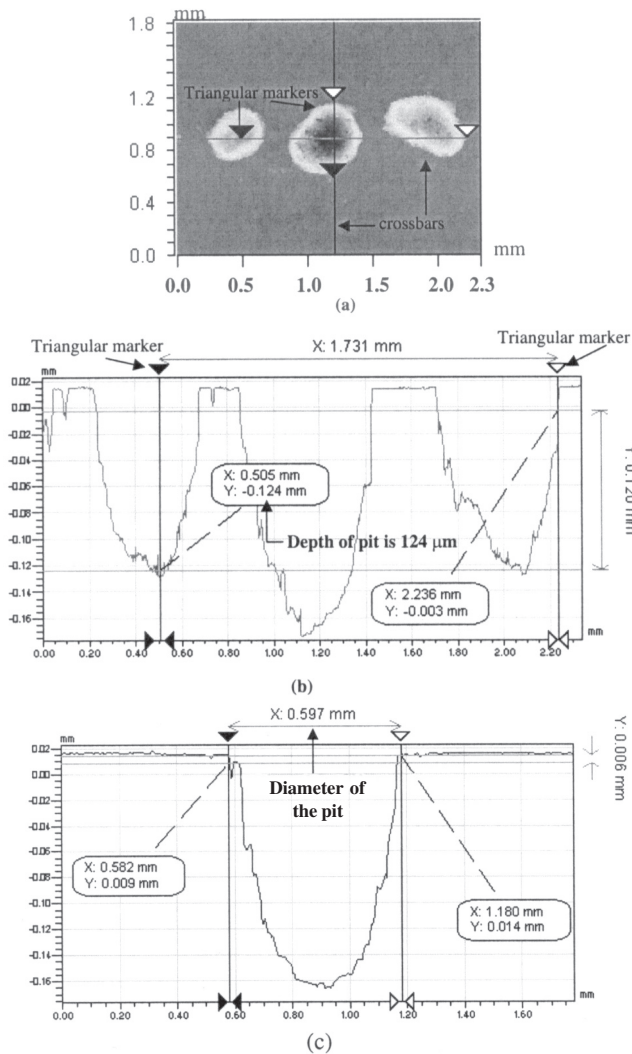 mm
1.8
1.2
0.8
0.4
0.0
Triangular markers
crossbars
mm
0.0 0.5 1.0 1.5 2.0 2.3
(a)
Triangular marker
X: 1.731 mm
Triangular marker
mm
0.02
0.00
-0.02
-0.04
-0.06
-0.08
-0.10
-0.12
-0.14
-0.16
X: 0.505 mm
Y: -0.124 mm
Depth of pit is 124 μm
X: 2.236 mm
Y: -0.003 mm
Y: 0.120 mm
0.00 0.20 0.40 0.60 0.80 1.00 1.20 1.40 1.60 1.80 2.00 2.20
mm
(b)
X: 0.597 mm
mm
0.02
0.00
-0.02
-0.04
-0.06
-0.08
-0.10
-0.12
-0.14
-0.16
Diameter of
the pit
X: 0.582 mm
Y: 0.009 mm
X: 1.180 mm
Y: 0.014 mm
Y: 0.006 mm
0.00 0.20 0.40 0.60 0.80 1.00 1.20 1.40 1.60
mm
(c)